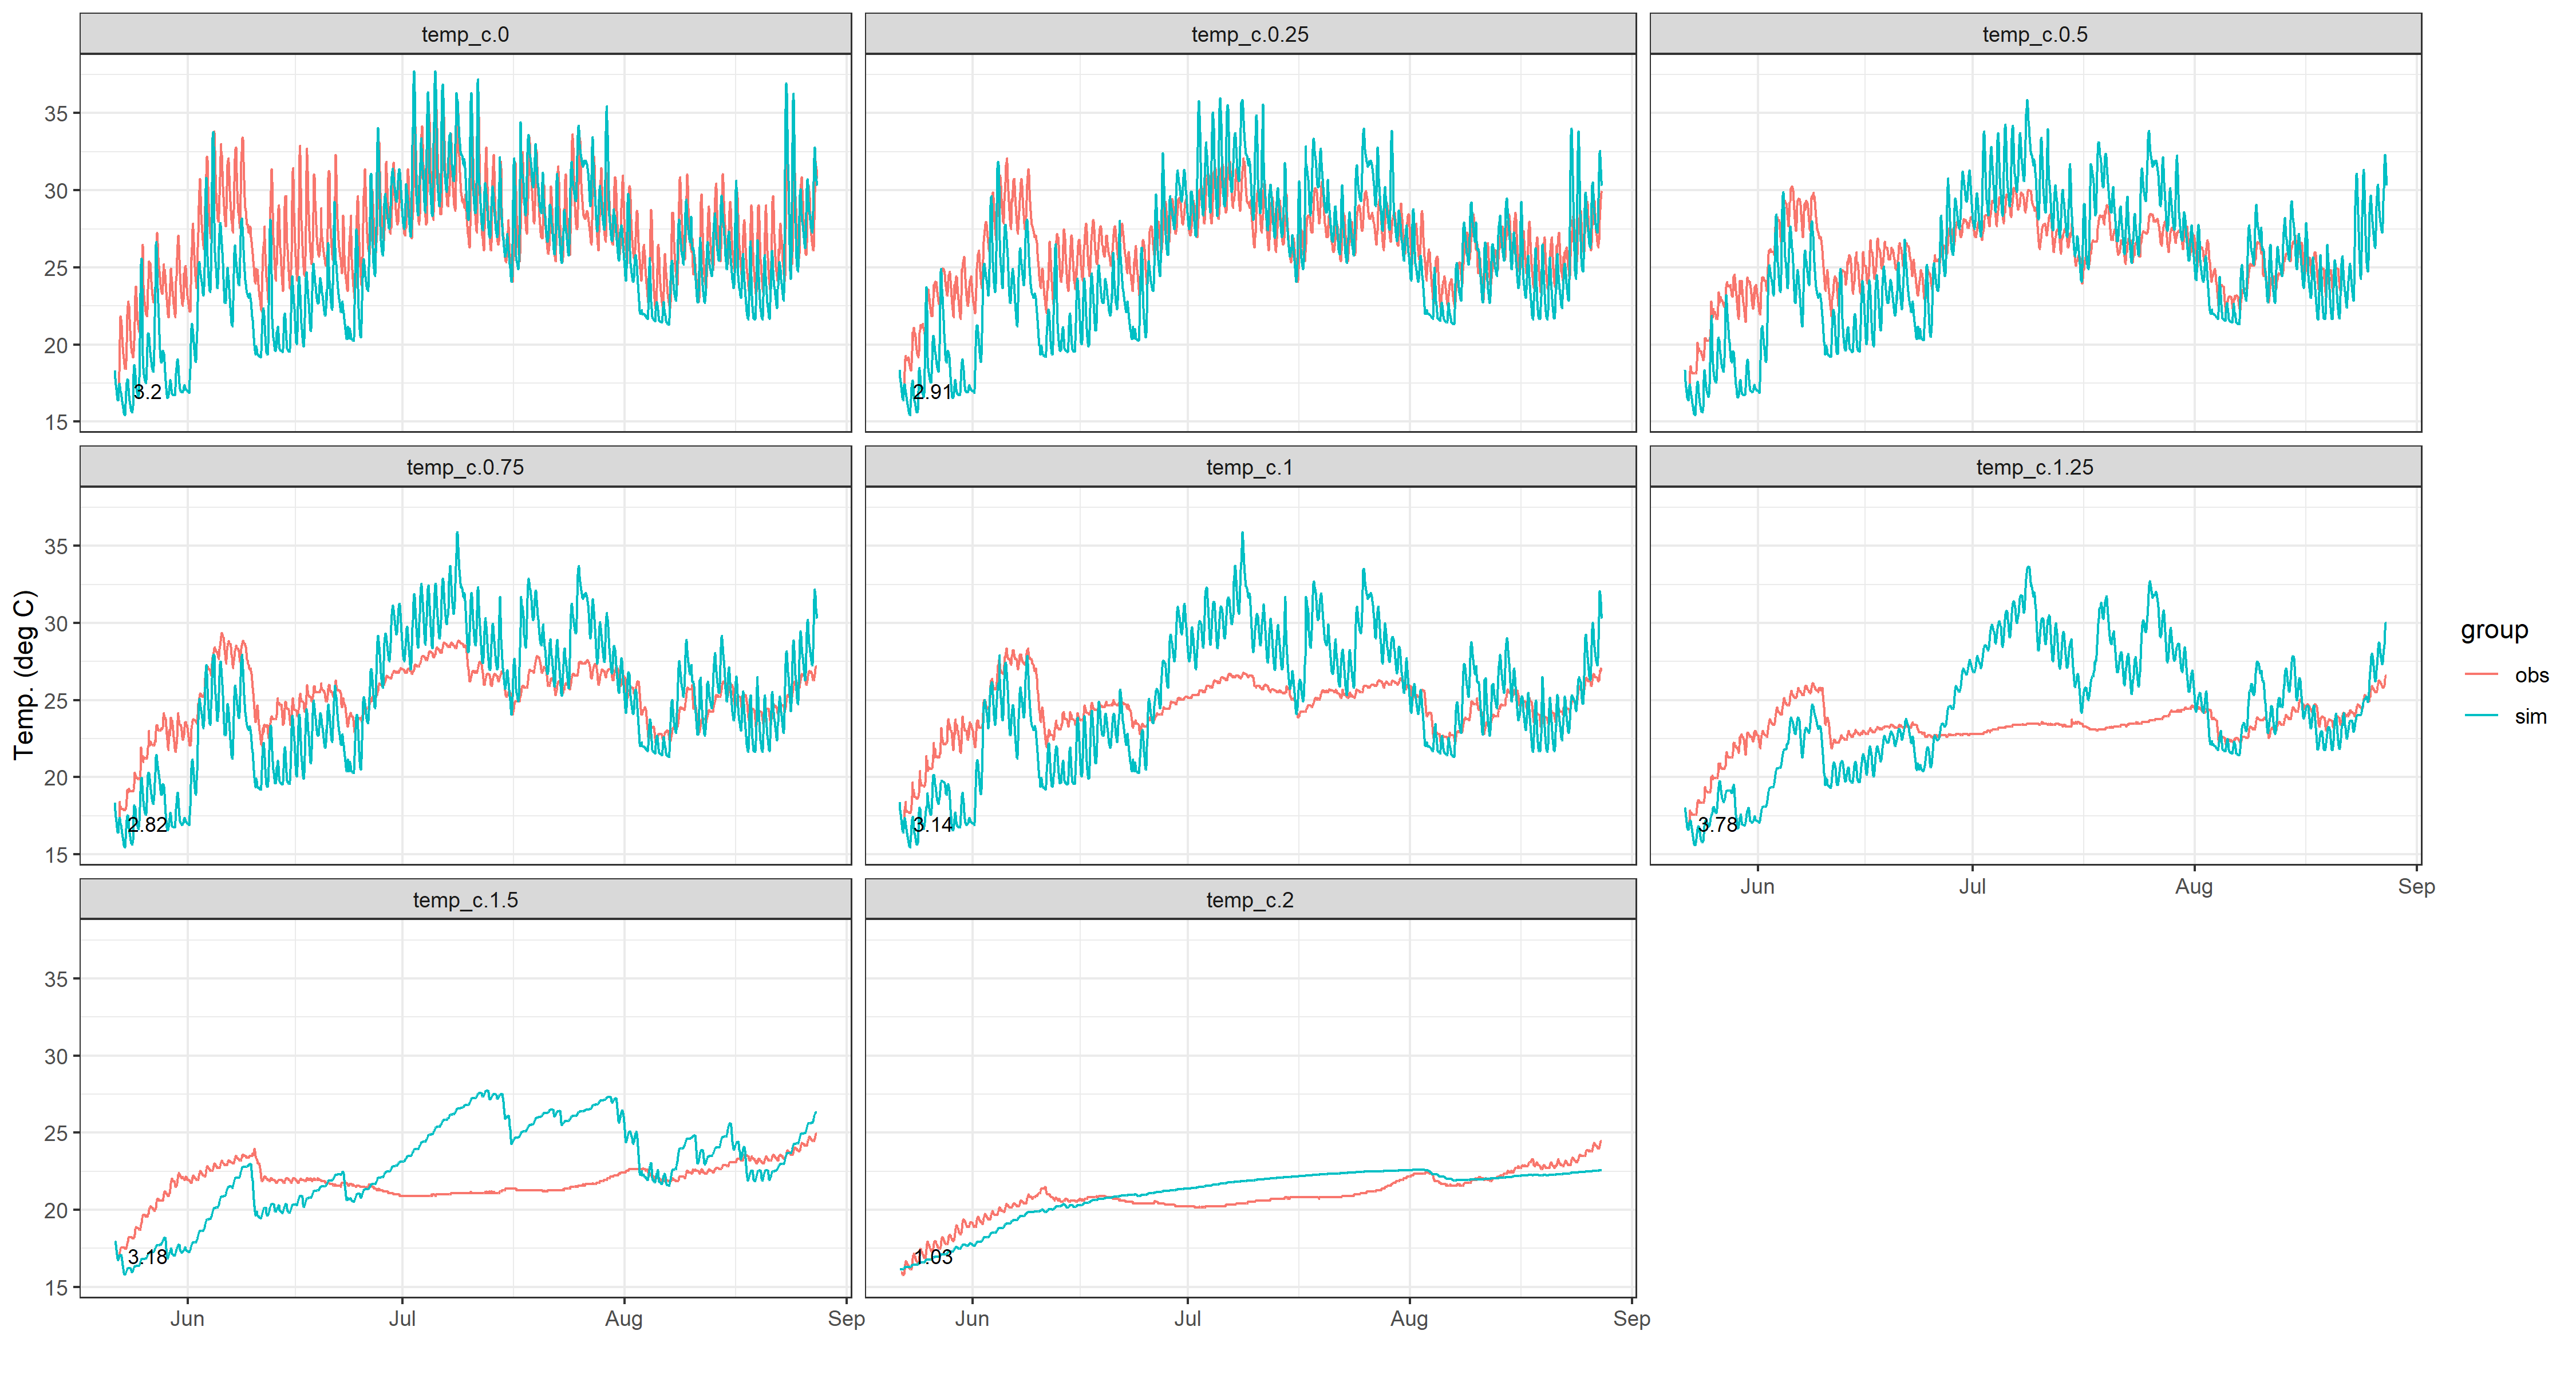 temp_c.0
temp_c.0.25
temp_c.0.5
35
30
25
20
15
3.2
2.91
temp_c.0.75
temp_c.1
temp_c.1.25
35
30
25
20
15
2.82
3.14
3.78
Jun Jul Aug Sep
temp_c.1.5
temp_c.2
35
30
25
20
15
3.18
1.03
Jun Jul Aug Sep
Jun Jul Aug Sep
Temp. (deg C)
group
obs
sim